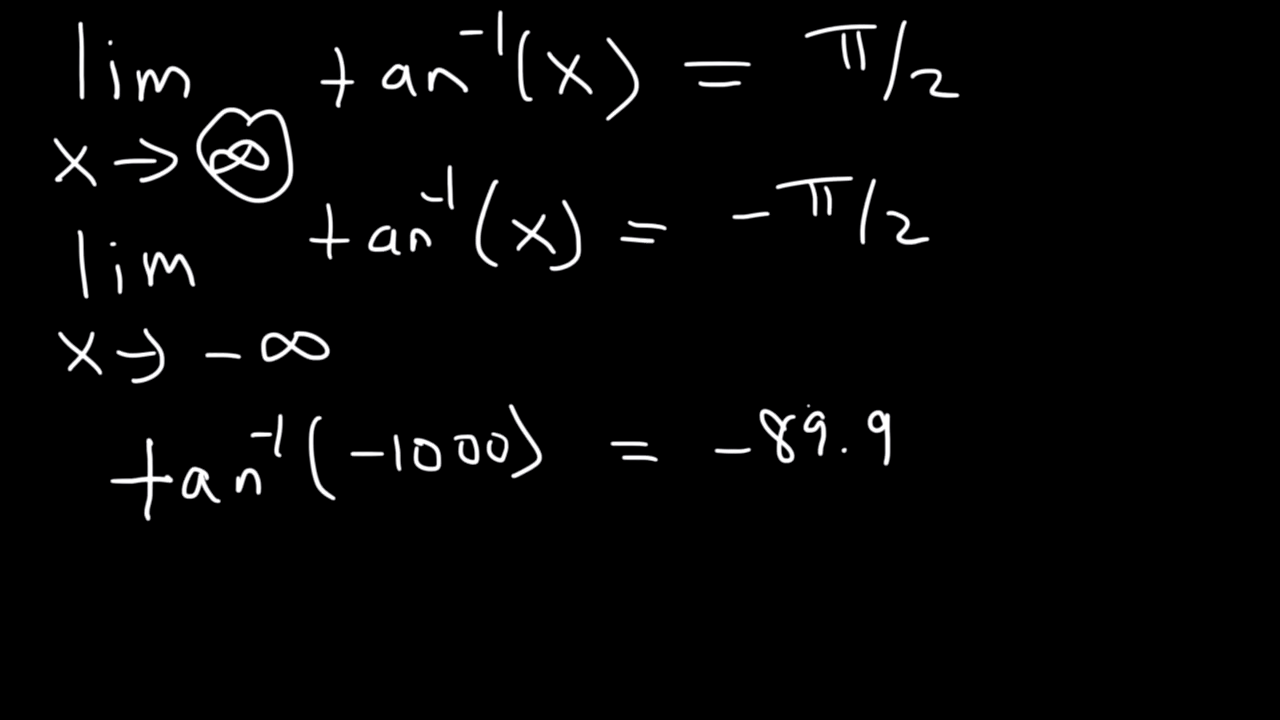 lim tan⁻¹(x) = π/2
x → ∞
lim tan⁻¹(x) = -π/2
x → -∞
tan⁻¹(-1000) = -89.9